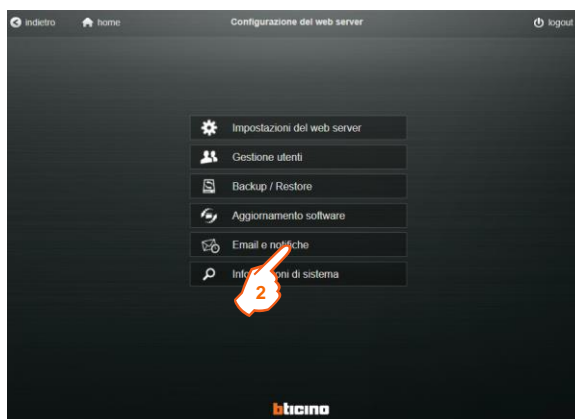 indietro home Configurazione del web server logout
Impostazioni del web server
Gestione utenti
Backup / Restore
Aggiornamento software
Email e notifiche
Informazioni di sistema
2
bticino